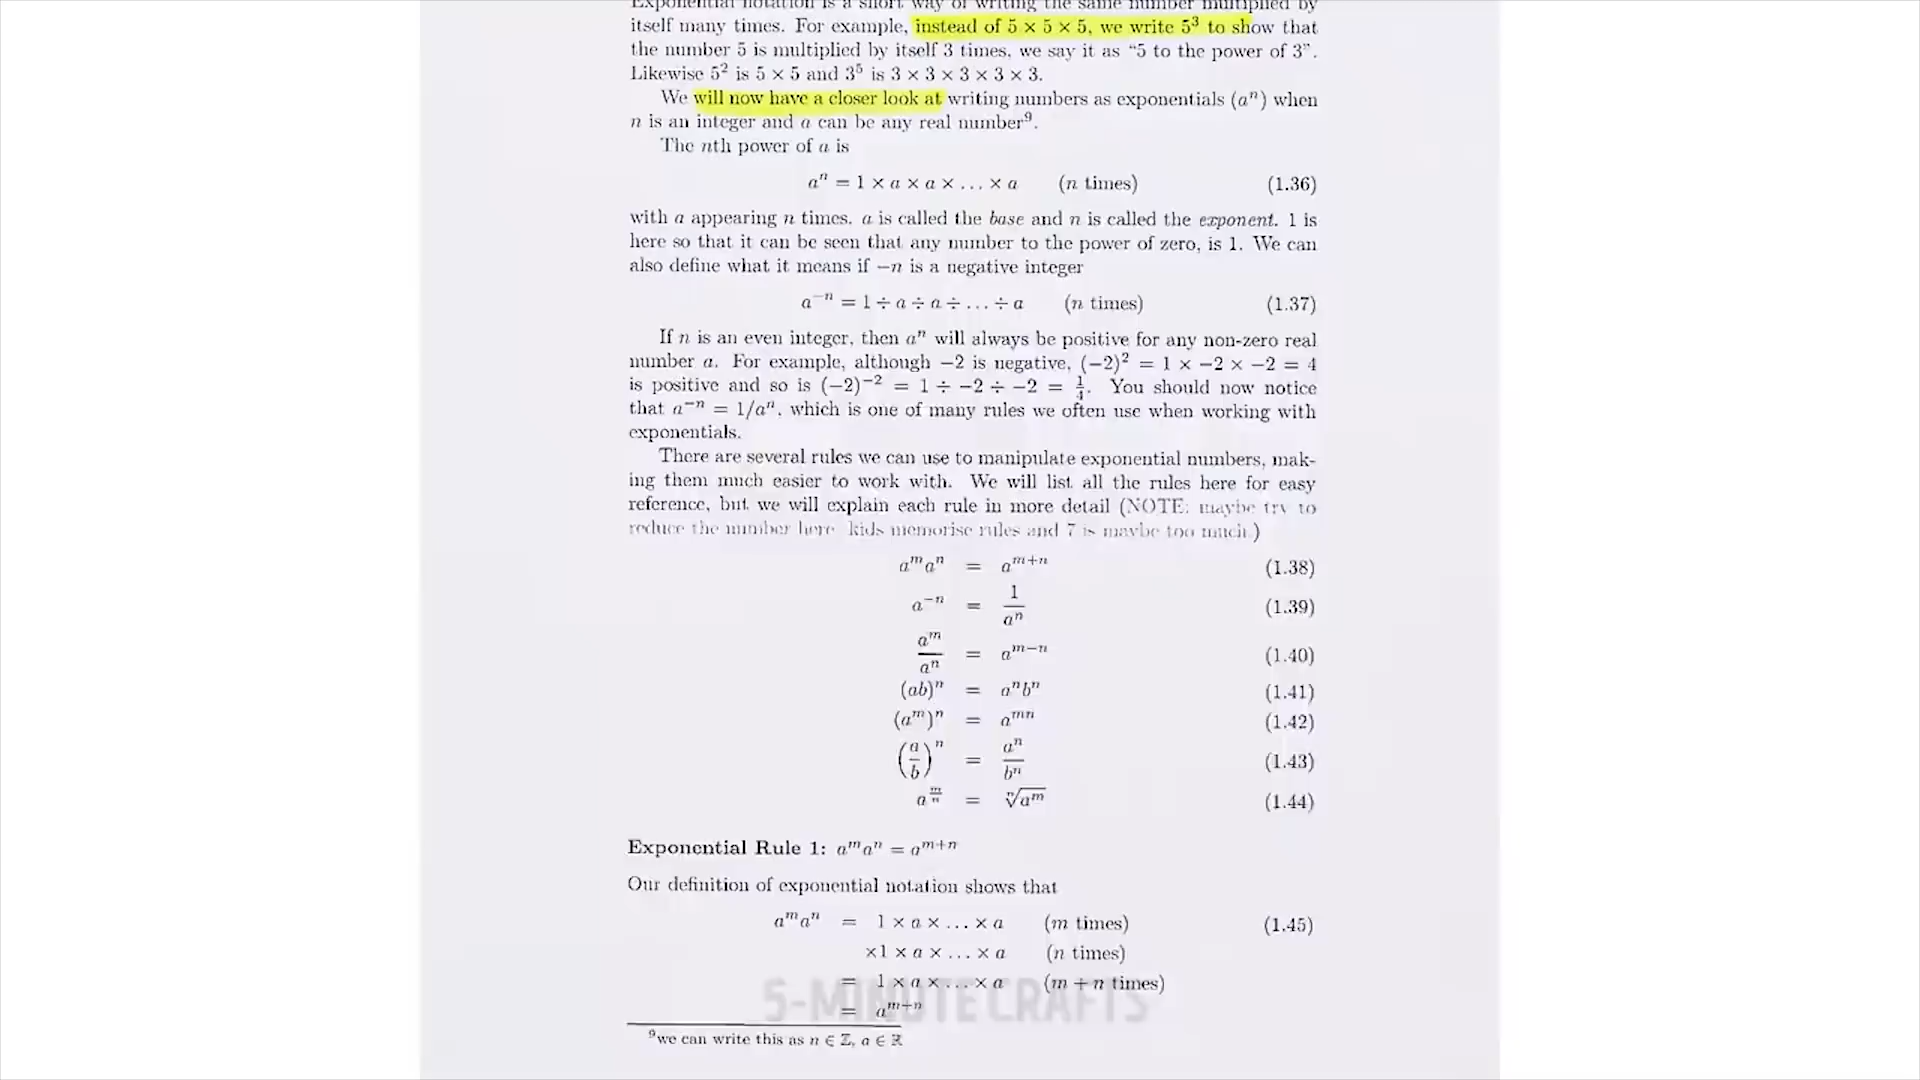 Exponential notation is a short way of writing the same number multiplied by
itself many times. For example, instead of 5 × 5 × 5, we write 5³ to show that
the number 5 is multiplied by itself 3 times, we say it as “5 to the power of 3”.
Likewise 5² is 5 × 5 and 3⁵ is 3 × 3 × 3 × 3 × 3.
We will now have a closer look at writing numbers as exponentials (aⁿ) when
n is an integer and a can be any real number⁹.
The nth power of a is
aⁿ = 1 × a × a × . . . × a (n times) (1.36)
with a appearing n times. a is called the base and n is called the exponent. 1 is
here so that it can be seen that any number to the power of zero, is 1. We can
also define what it means if −n is a negative integer
a⁻ⁿ = 1 ÷ a ÷ a ÷ . . . ÷ a (n times) (1.37)
If n is an even integer, then aⁿ will always be positive for any non-zero real
number a. For example, although −2 is negative, (−2)² = 1 × −2 × −2 = 4
is positive and so is (−2)⁻² = 1 ÷ −2 ÷ −2 = 1/4. You should now notice
that a⁻ⁿ = 1/aⁿ, which is one of many rules we often use when working with
exponentials.
There are several rules we can use to manipulate exponential numbers, mak-
ing them much easier to work with. We will list all the rules here for easy
reference, but we will explain each rule in more detail (NOTE: maybe try to
reduce the number here kids memorise rules and 7 is maybe too much.)
aᵐaⁿ = aᵐ⁺ⁿ (1.38)
a⁻ⁿ = 1/aⁿ (1.39)
aᵐ/aⁿ = aᵐ⁻ⁿ (1.40)
(ab)ⁿ = aⁿbⁿ (1.41)
(aᵐ)ⁿ = aᵐⁿ (1.42)
(a/b)ⁿ = aⁿ/bⁿ (1.43)
a^(m/n) = ⁿ√aᵐ (1.44)
Exponential Rule 1: aᵐaⁿ = aᵐ⁺ⁿ
Our definition of exponential notation shows that
aᵐaⁿ = 1 × a × . . . × a (m times) (1.45)
×1 × a × . . . × a (n times)
= 1 × a × . . . × a (m + n times)
= aᵐ⁺ⁿ
5-MINUTE CRAFTS
⁹we can write this as n ∈ ℤ, a ∈ ℝ